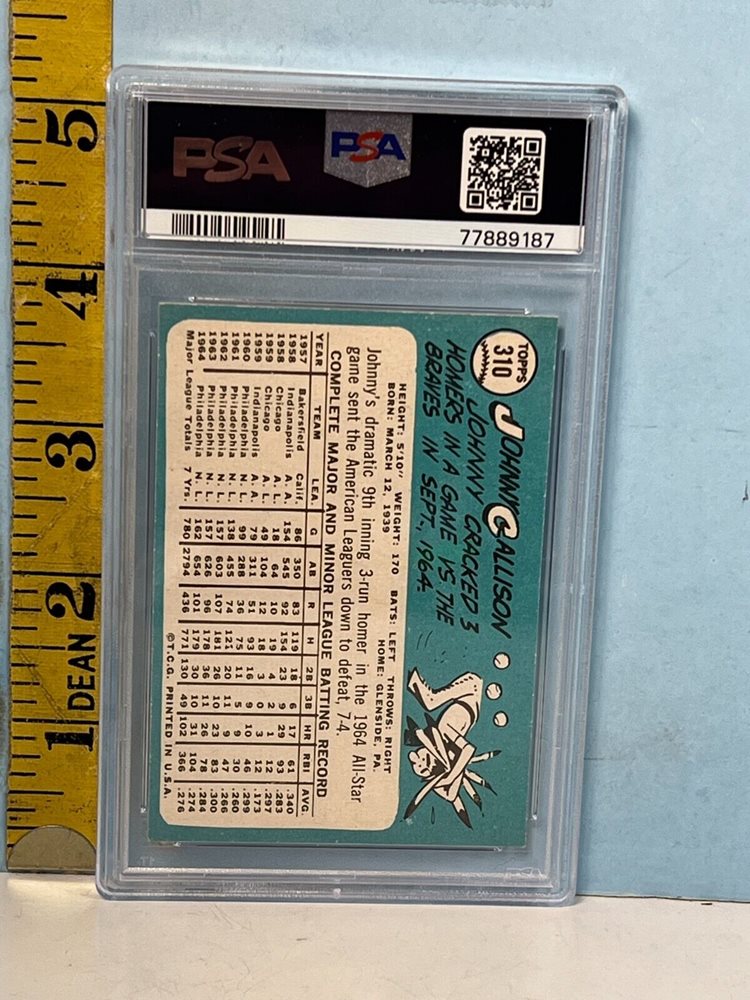 5
4
3
2
1
DEAN
PSA
PSA
77889187
TOPPS
310
JOHN CALLISON
JOHNNY CRACKED 3
HOMERS IN A GAME VS THE
BRAVES IN SEPT., 1964.
HEIGHT: 5'10" WEIGHT: 170 BATS: LEFT THROWS: RIGHT
BORN: MARCH 12, 1939 HOME: GLENSIDE, PA.
Johnny's dramatic 9th inning 3-run homer in the 1964 All-Star
game sent the American Leaguers down to defeat, 7-4.
COMPLETE MAJOR AND MINOR LEAGUE BATTING RECORD
YEAR TEAM LEA. G AB R H 2B 3B HR RBI AVG.
1957 Bakersfield Calif. 86 350 83 119 18 6 17 61 .340
1958 Indianapolis A. A. 154 545 92 154 23 9 29 93 .283
1958 Chicago A. L. 18 64 10 19 4 2 1 12 .297
1959 Chicago A. L. 49 104 12 18 3 0 3 12 .173
1959 Indianapolis A. A. 79 311 51 93 16 10 46 .299
1960 Philadelphia N. L. 99 288 36 75 11 5 9 30 .260
1961 Philadelphia N. L. 138 455 74 121 20 11 9 47 .266
1962 Philadelphia N. L. 157 603 107 181 26 10 23 83 .300
1963 Philadelphia N. L. 157 626 96 178 36 11 26 78 .284
1964 Philadelphia N. L. 162 654 101 179 30 10 31 104 .274
Major League Totals 7 Yrs. 780 2794 436 771 130 49 102 366 .276
©T.C.G. PRINTED IN U.S.A.